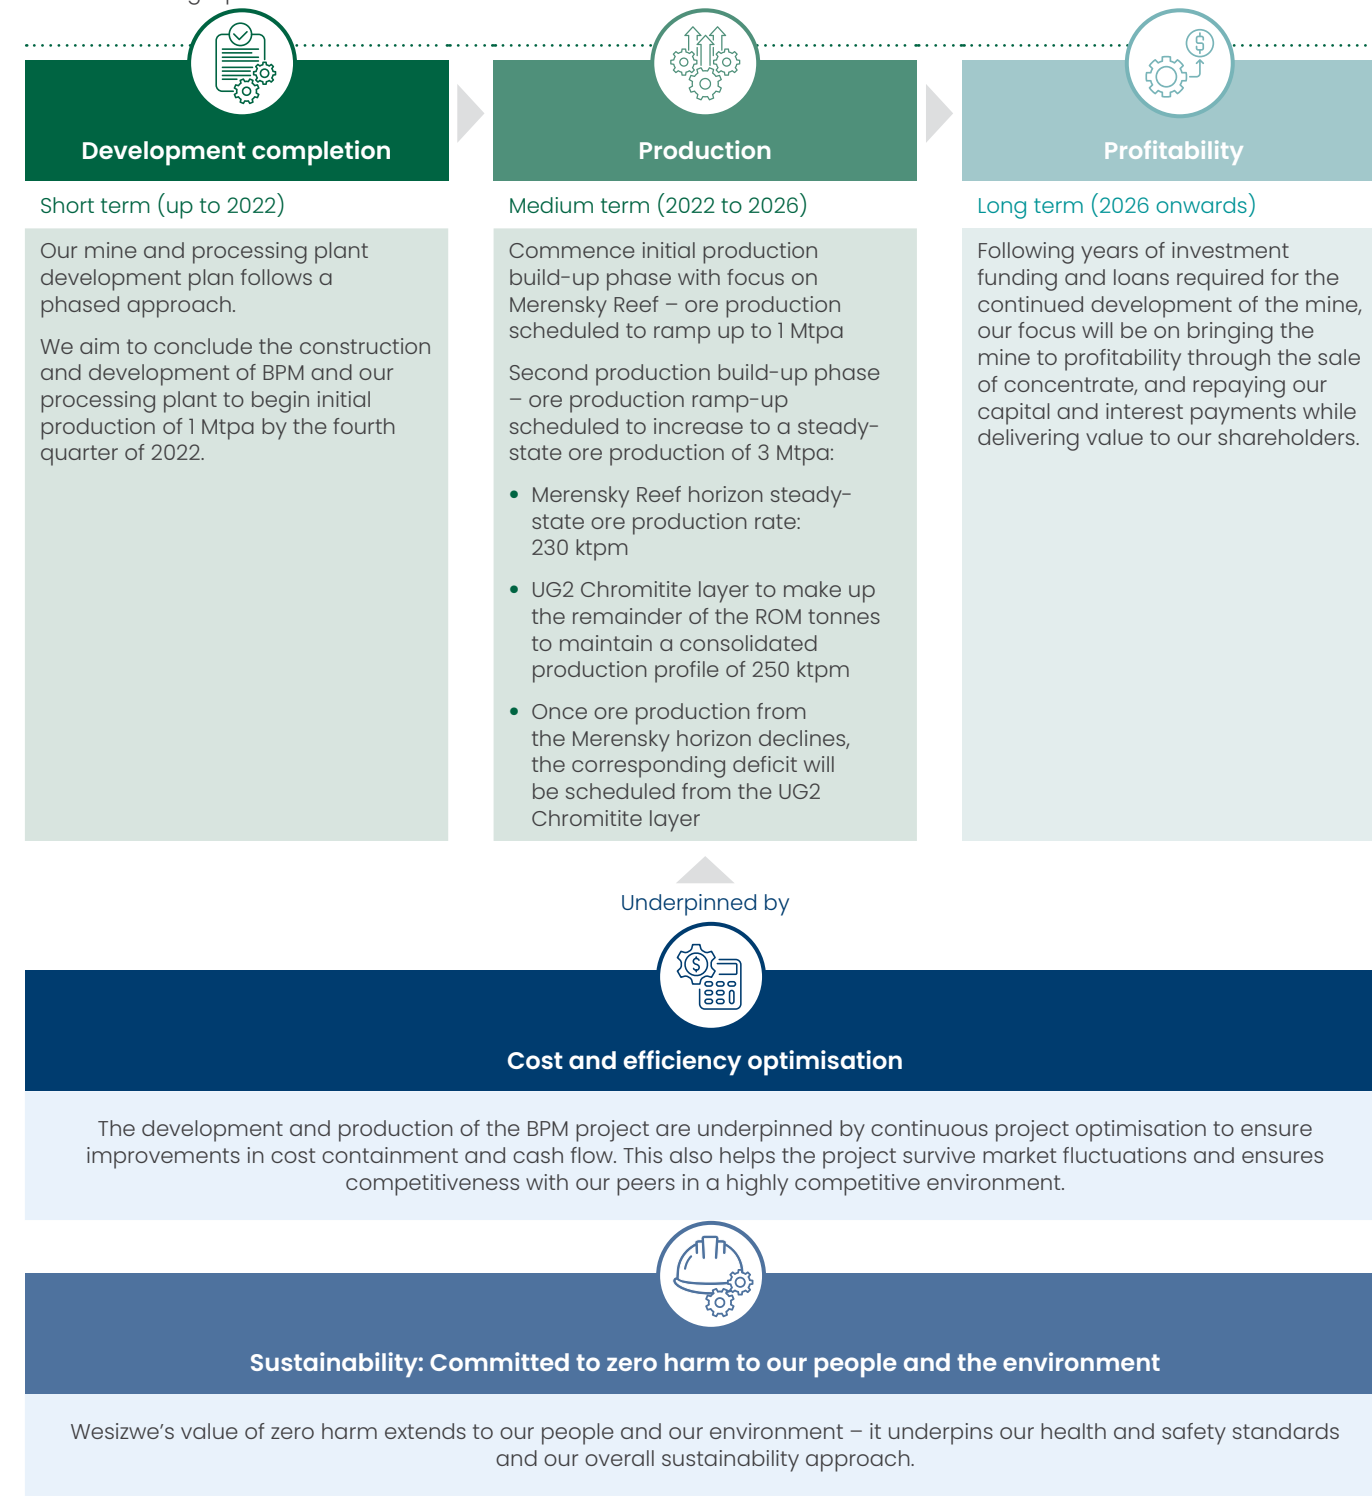 Development completion
Short term (up to 2022)
Our mine and processing plant
development plan follows a
phased approach.
We aim to conclude the construction
and development of BPM and our
processing plant to begin initial
production of 1 Mtpa by the fourth
quarter of 2022.
Production
Medium term (2022 to 2026)
Commence initial production
build-up phase with focus on
Merensky Reef – ore production
scheduled to ramp up to 1 Mtpa
Second production build-up phase
– ore production ramp-up
scheduled to increase to a steady-
state ore production of 3 Mtpa:
• Merensky Reef horizon steady-
state ore production rate:
230 ktpm
• UG2 Chromitite layer to make up
the remainder of the ROM tonnes
to maintain a consolidated
production profile of 250 ktpm
• Once ore production from
the Merensky horizon declines,
the corresponding deficit will
be scheduled from the UG2
Chromitite layer
Profitability
Long term (2026 onwards)
Following years of investment
funding and loans required for the
continued development of the mine,
our focus will be on bringing the
mine to profitability through the sale
of concentrate, and repaying our
capital and interest payments while
delivering value to our shareholders.
Underpinned by
Cost and efficiency optimisation
The development and production of the BPM project are underpinned by continuous project optimisation to ensure
improvements in cost containment and cash flow. This also helps the project survive market fluctuations and ensures
competitiveness with our peers in a highly competitive environment.
Sustainability: Committed to zero harm to our people and the environment
Wesizwe's value of zero harm extends to our people and our environment – it underpins our health and safety standards
and our overall sustainability approach.